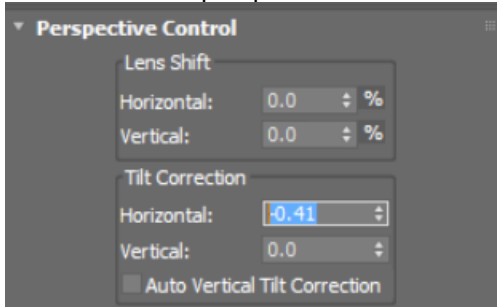 Perspective Control
Lens Shift
Horizontal: 0.0 %
Vertical: 0.0 %
Tilt Correction
Horizontal: -0.41
Vertical: 0.0
Auto Vertical Tilt Correction